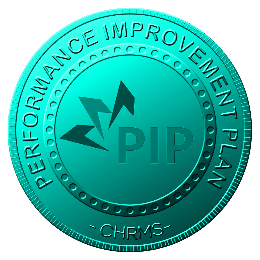 PERFORMANCE IMPROVEMENT PLAN
PIP
~CHRMS~